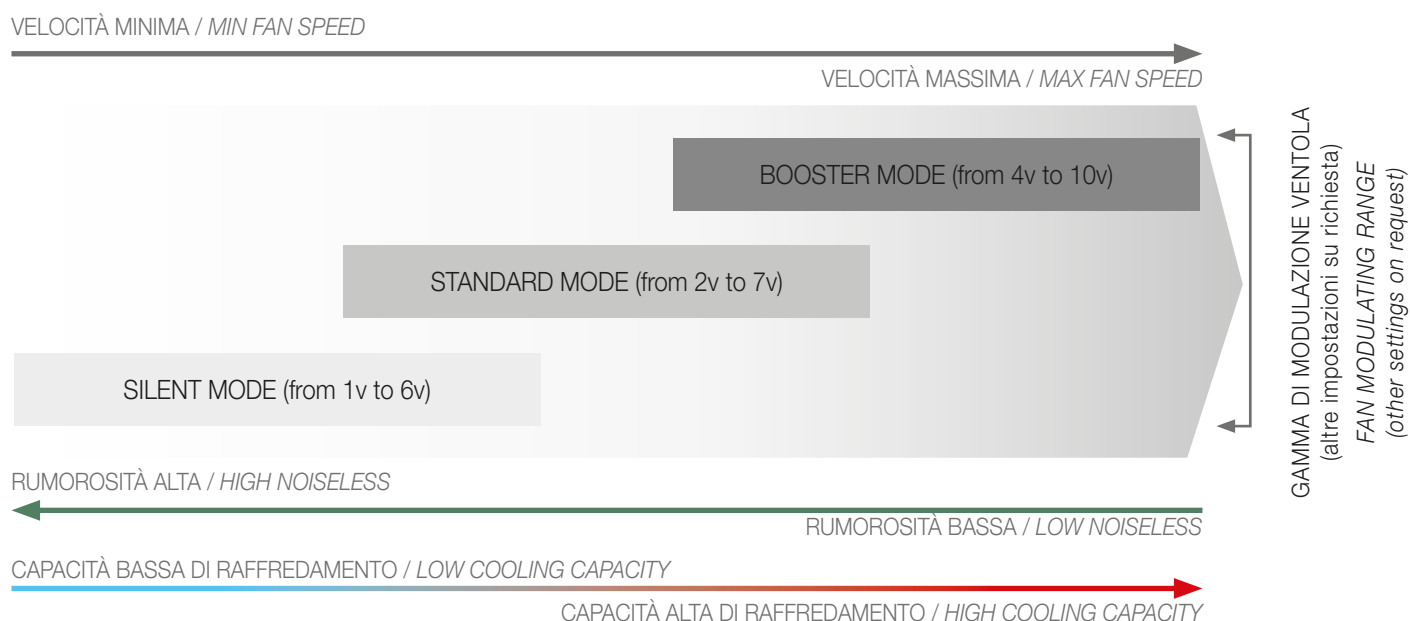 VELOCITÀ MINIMA / MIN FAN SPEED
VELOCITÀ MASSIMA / MAX FAN SPEED
BOOSTER MODE (from 4v to 10v)
STANDARD MODE (from 2v to 7v)
SILENT MODE (from 1v to 6v)
GAMMA DI MODULAZIONE VENTOLA
(altre impostazioni su richiesta)
FAN MODULATING RANGE
(other settings on request)
RUMOROSITÀ ALTA / HIGH NOISELESS
RUMOROSITÀ BASSA / LOW NOISELESS
CAPACITÀ BASSA DI RAFFREDAMENTO / LOW COOLING CAPACITY
CAPACITÀ ALTA DI RAFFREDAMENTO / HIGH COOLING CAPACITY